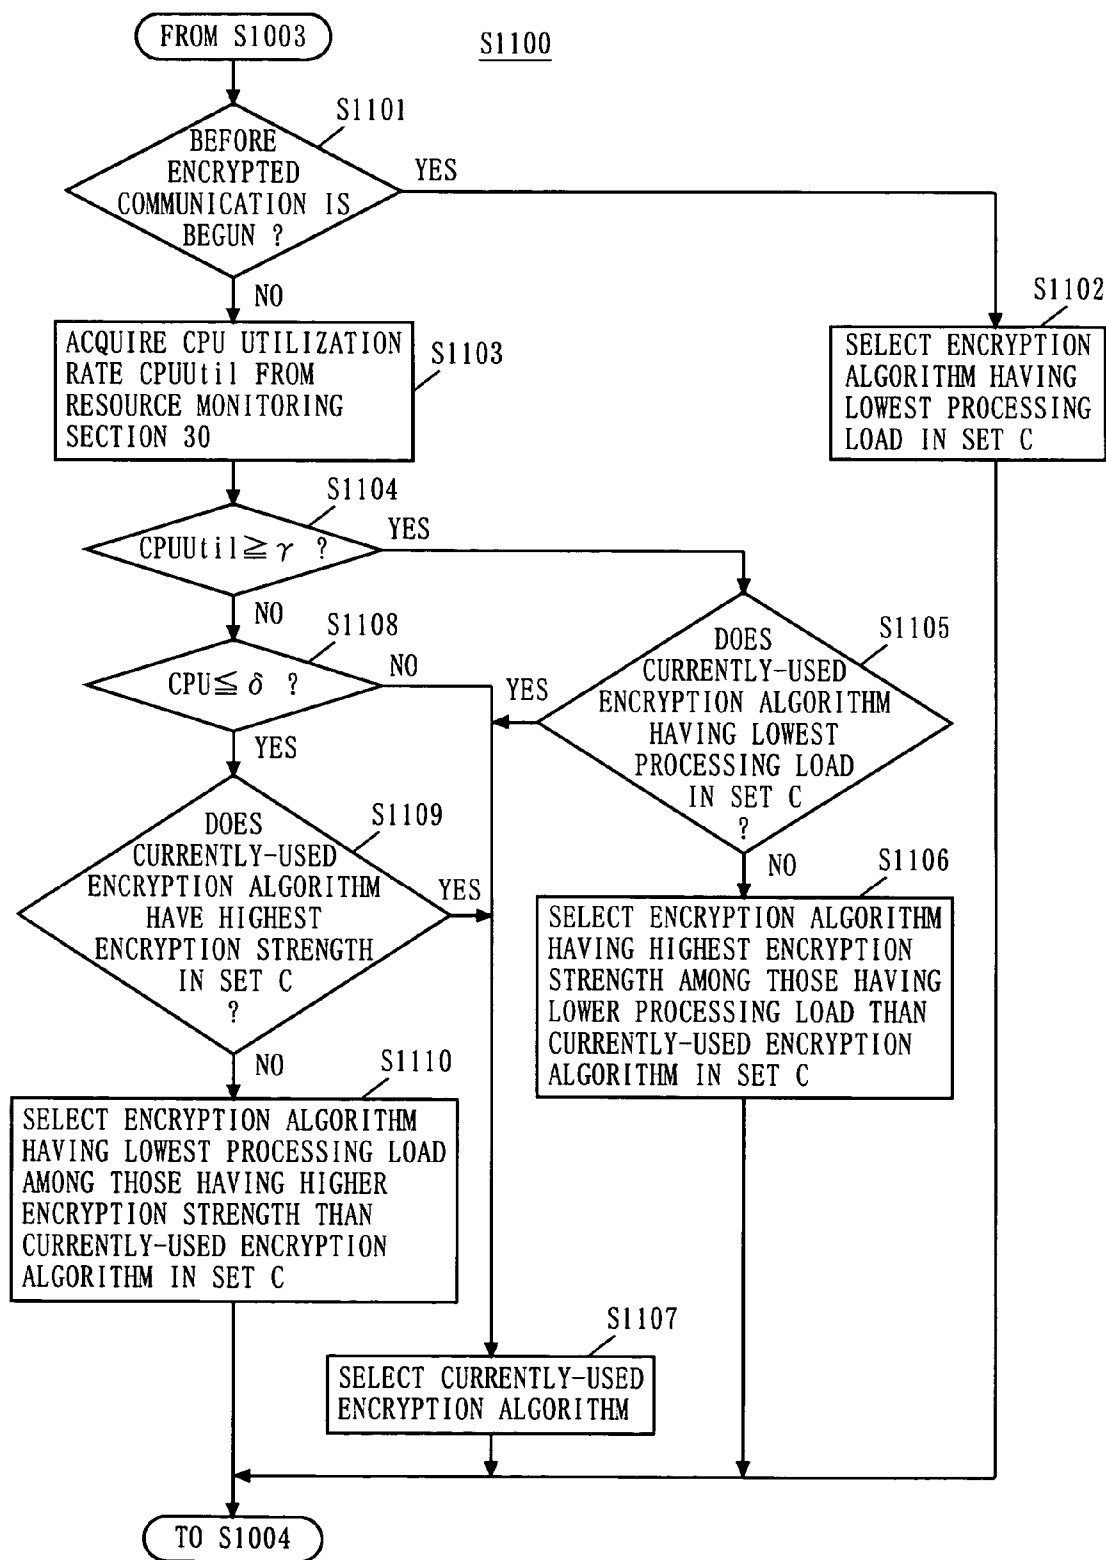 FROM S1003
S1100
S1101
BEFORE
ENCRYPTED
COMMUNICATION IS
BEGUN ?
YES
NO
S1102
SELECT ENCRYPTION
ALGORITHM HAVING
LOWEST PROCESSING
LOAD IN SET C
S1103
ACQUIRE CPU UTILIZATION
RATE CPUUtil FROM
RESOURCE MONITORING
SECTION 30
S1104
CPUUtil≧γ ?
YES
NO
S1105
DOES
CURRENTLY-USED
ENCRYPTION ALGORITHM
HAVING LOWEST
PROCESSING LOAD
IN SET C
?
YES
NO
S1108
CPU≦δ ?
NO
YES
S1109
DOES
CURRENTLY-USED
ENCRYPTION ALGORITHM
HAVE HIGHEST
ENCRYPTION STRENGTH
IN SET C
?
YES
NO
S1106
SELECT ENCRYPTION ALGORITHM
HAVING HIGHEST ENCRYPTION
STRENGTH AMONG THOSE HAVING
LOWER PROCESSING LOAD THAN
CURRENTLY-USED ENCRYPTION
ALGORITHM IN SET C
S1110
SELECT ENCRYPTION ALGORITHM
HAVING LOWEST PROCESSING LOAD
AMONG THOSE HAVING HIGHER
ENCRYPTION STRENGTH THAN
CURRENTLY-USED ENCRYPTION
ALGORITHM IN SET C
S1107
SELECT CURRENTLY-USED
ENCRYPTION ALGORITHM
TO S1004